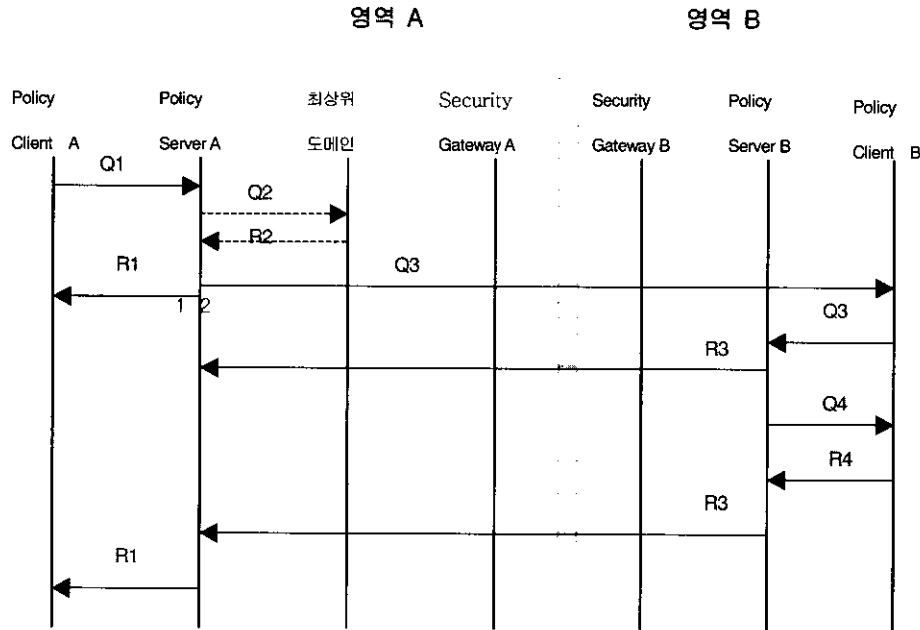 영역 A 영역 B
Policy Policy 최상위 Security Security Policy Policy
Client A Server A 도메인 Gateway A Gateway B Server B Client B
Q1
Q2
R2
R1 Q3
1 2 Q3
R3
Q4
R4
R3
R1